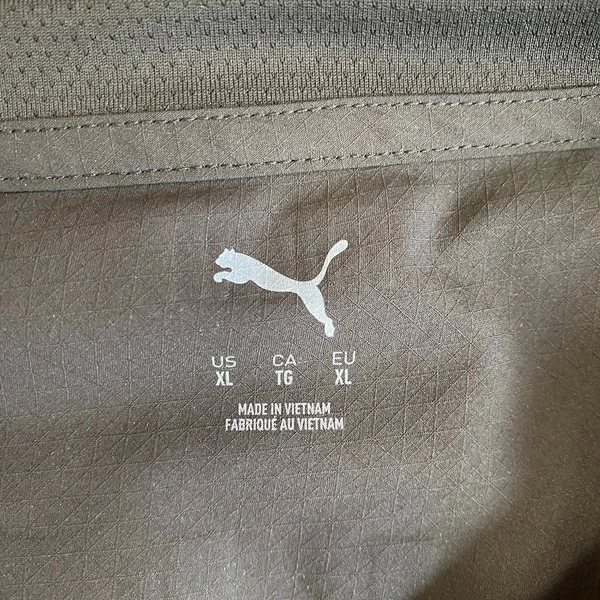 US CA EU
XL TG XL
MADE IN VIETNAM
FABRIQUÉ AU VIETNAM